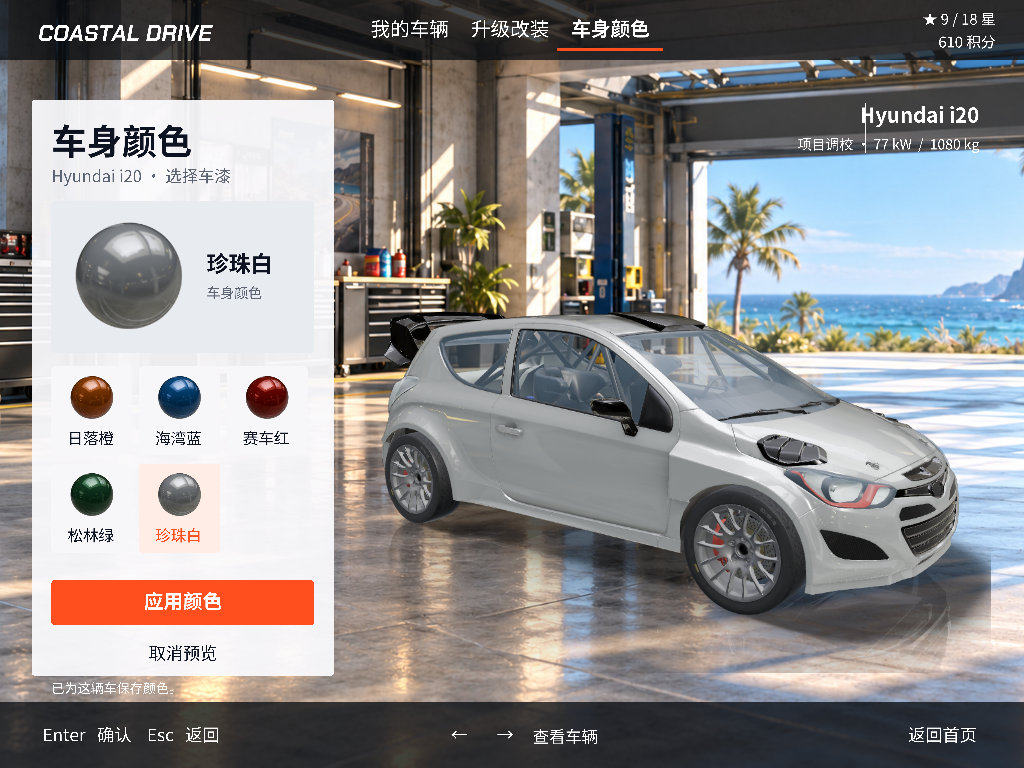 COASTAL DRIVE
我的车辆 升级改装 车身颜色
★ 9 / 18 星
610 积分
Hyundai i20
项目调校 · 77 kW / 1080 kg
车身颜色
Hyundai i20 · 选择车漆
珍珠白
车身颜色
日落橙 海湾蓝 赛车红
松林绿 珍珠白
应用颜色
取消预览
已为这辆车保存颜色。
Enter 确认 Esc 返回 ← → 查看车辆 返回首页